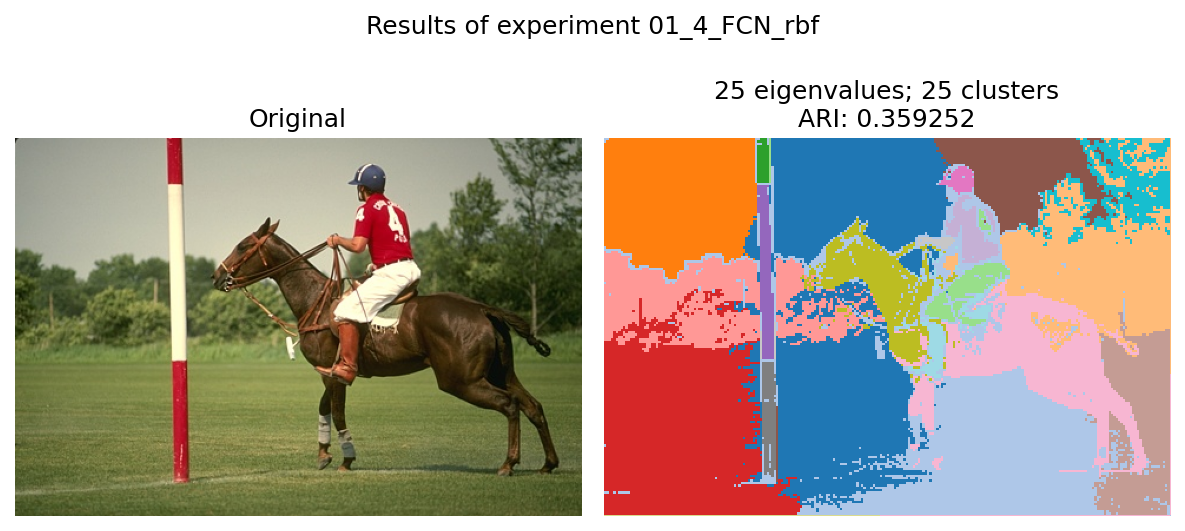 Results of experiment 01_4_FCN_rbf
Original
25 eigenvalues; 25 clusters
ARI: 0.359252
4